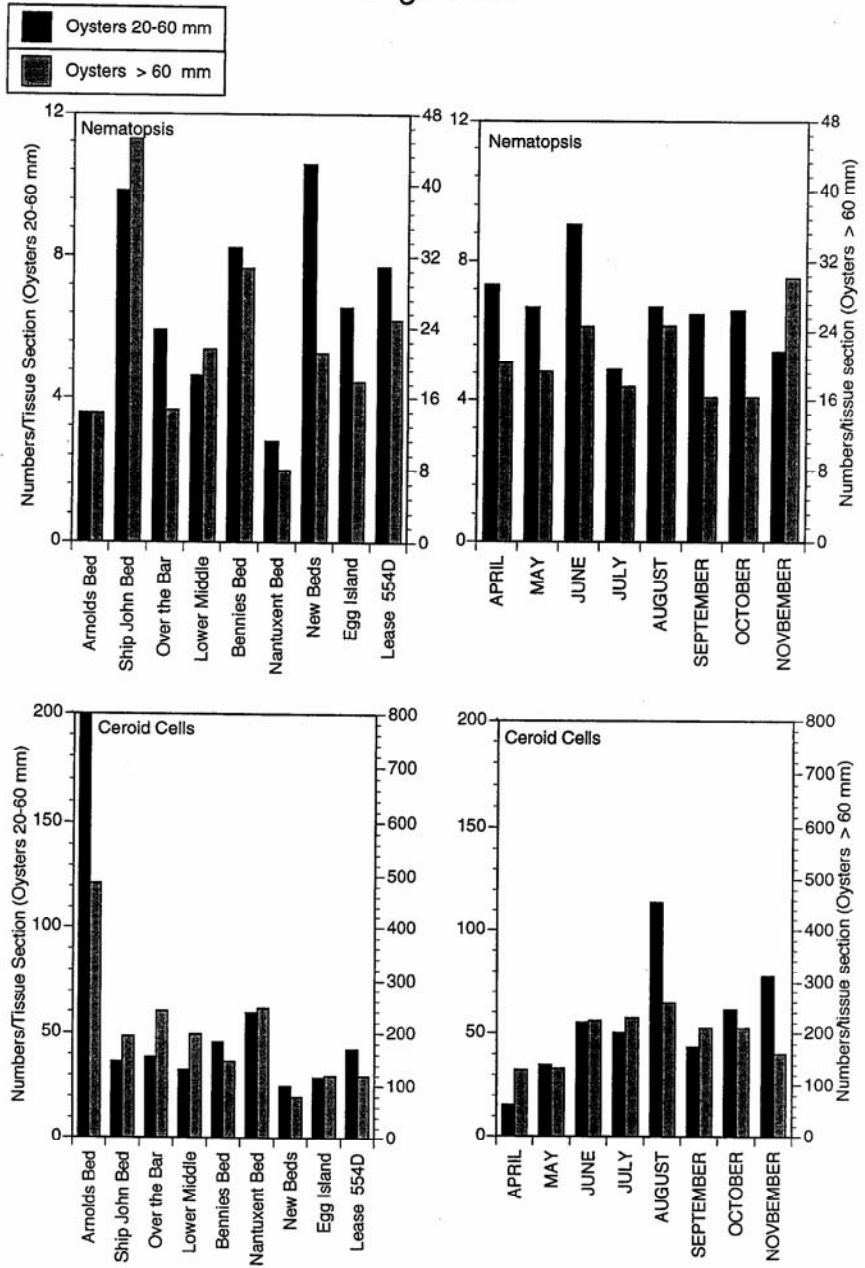 Oysters 20-60 mm
Oysters > 60 mm
Nematopsis
12
8
4
0
Numbers/Tissue Section (Oysters 20-60 mm)
48
40
32
24
16
8
0
Arnolds Bed
Ship John Bed
Over the Bar
Lower Middle
Bennies Bed
Nantuxent Bed
New Beds
Egg Island
Lease 554D
Nematopsis
12
8
4
0
48
40
32
24
16
8
0
Numbers/tissue section (Oysters > 60 mm)
APRIL
MAY
JUNE
JULY
AUGUST
SEPTEMBER
OCTOBER
NOVBEMBER
Ceroid Cells
200
150
100
50
0
Numbers/Tissue Section (Oysters 20-60 mm)
800
700
600
500
400
300
200
100
0
Arnolds Bed
Ship John Bed
Over the Bar
Lower Middle
Bennies Bed
Nantuxent Bed
New Beds
Egg Island
Lease 554D
Ceroid Cells
200
150
100
50
0
800
700
600
500
400
300
200
100
0
Numbers/tissue section (Oysters > 60 mm)
APRIL
MAY
JUNE
JULY
AUGUST
SEPTEMBER
OCTOBER
NOVBEMBER